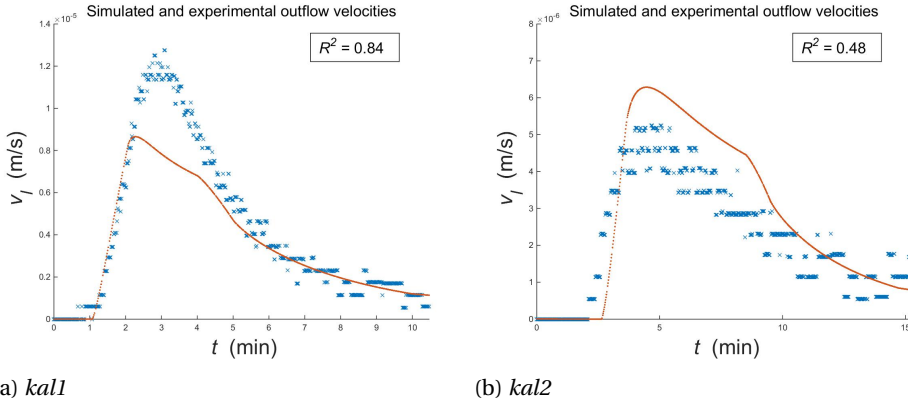 Simulated and experimental outflow velocities
1.4 ×10⁻⁵
R² = 0.84
1.2
1
0.8
0.6
0.4
0.2
0
v_l (m/s)
0 1 2 3 4 5 6 7 8 9 10
t (min)
a) kal1
Simulated and experimental outflow velocities
8 ×10⁻⁶
R² = 0.48
7
6
5
4
3
2
1
0
v_l (m/s)
0 5 10 15
t (min)
(b) kal2